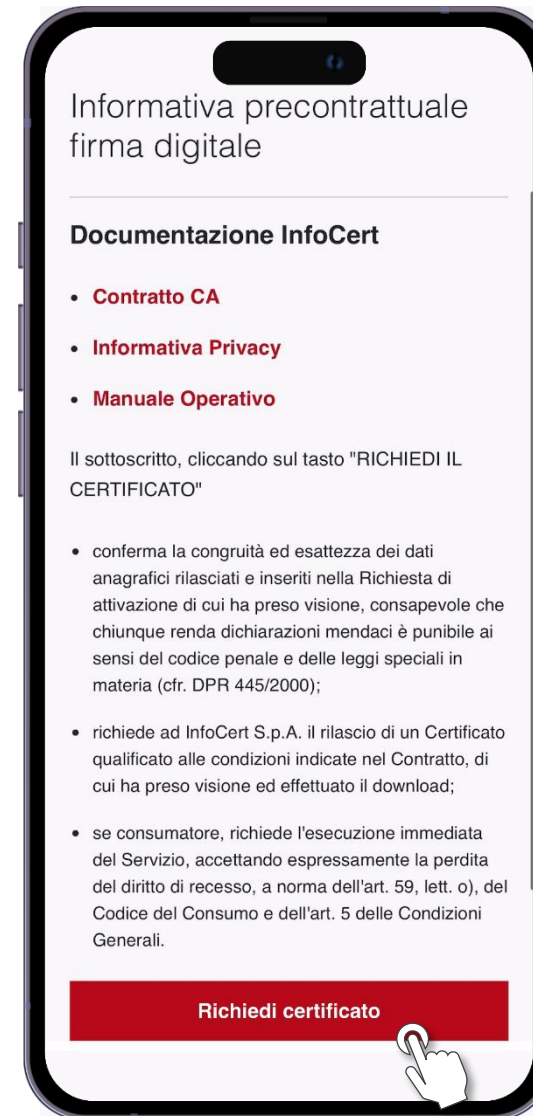 Informativa precontrattuale
firma digitale
Documentazione InfoCert
• Contratto CA
• Informativa Privacy
• Manuale Operativo
Il sottoscritto, cliccando sul tasto "RICHIEDI IL
CERTIFICATO"
• conferma la congruità ed esattezza dei dati
anagrafici rilasciati e inseriti nella Richiesta di
attivazione di cui ha preso visione, consapevole che
chiunque renda dichiarazioni mendaci è punibile ai
sensi del codice penale e delle leggi speciali in
materia (cfr. DPR 445/2000);
• richiede ad InfoCert S.p.A. il rilascio di un Certificato
qualificato alle condizioni indicate nel Contratto, di
cui ha preso visione ed effettuato il download;
• se consumatore, richiede l'esecuzione immediata
del Servizio, accettando espressamente la perdita
del diritto di recesso, a norma dell'art. 59, lett. o), del
Codice del Consumo e dell'art. 5 delle Condizioni
Generali.
Richiedi certificato